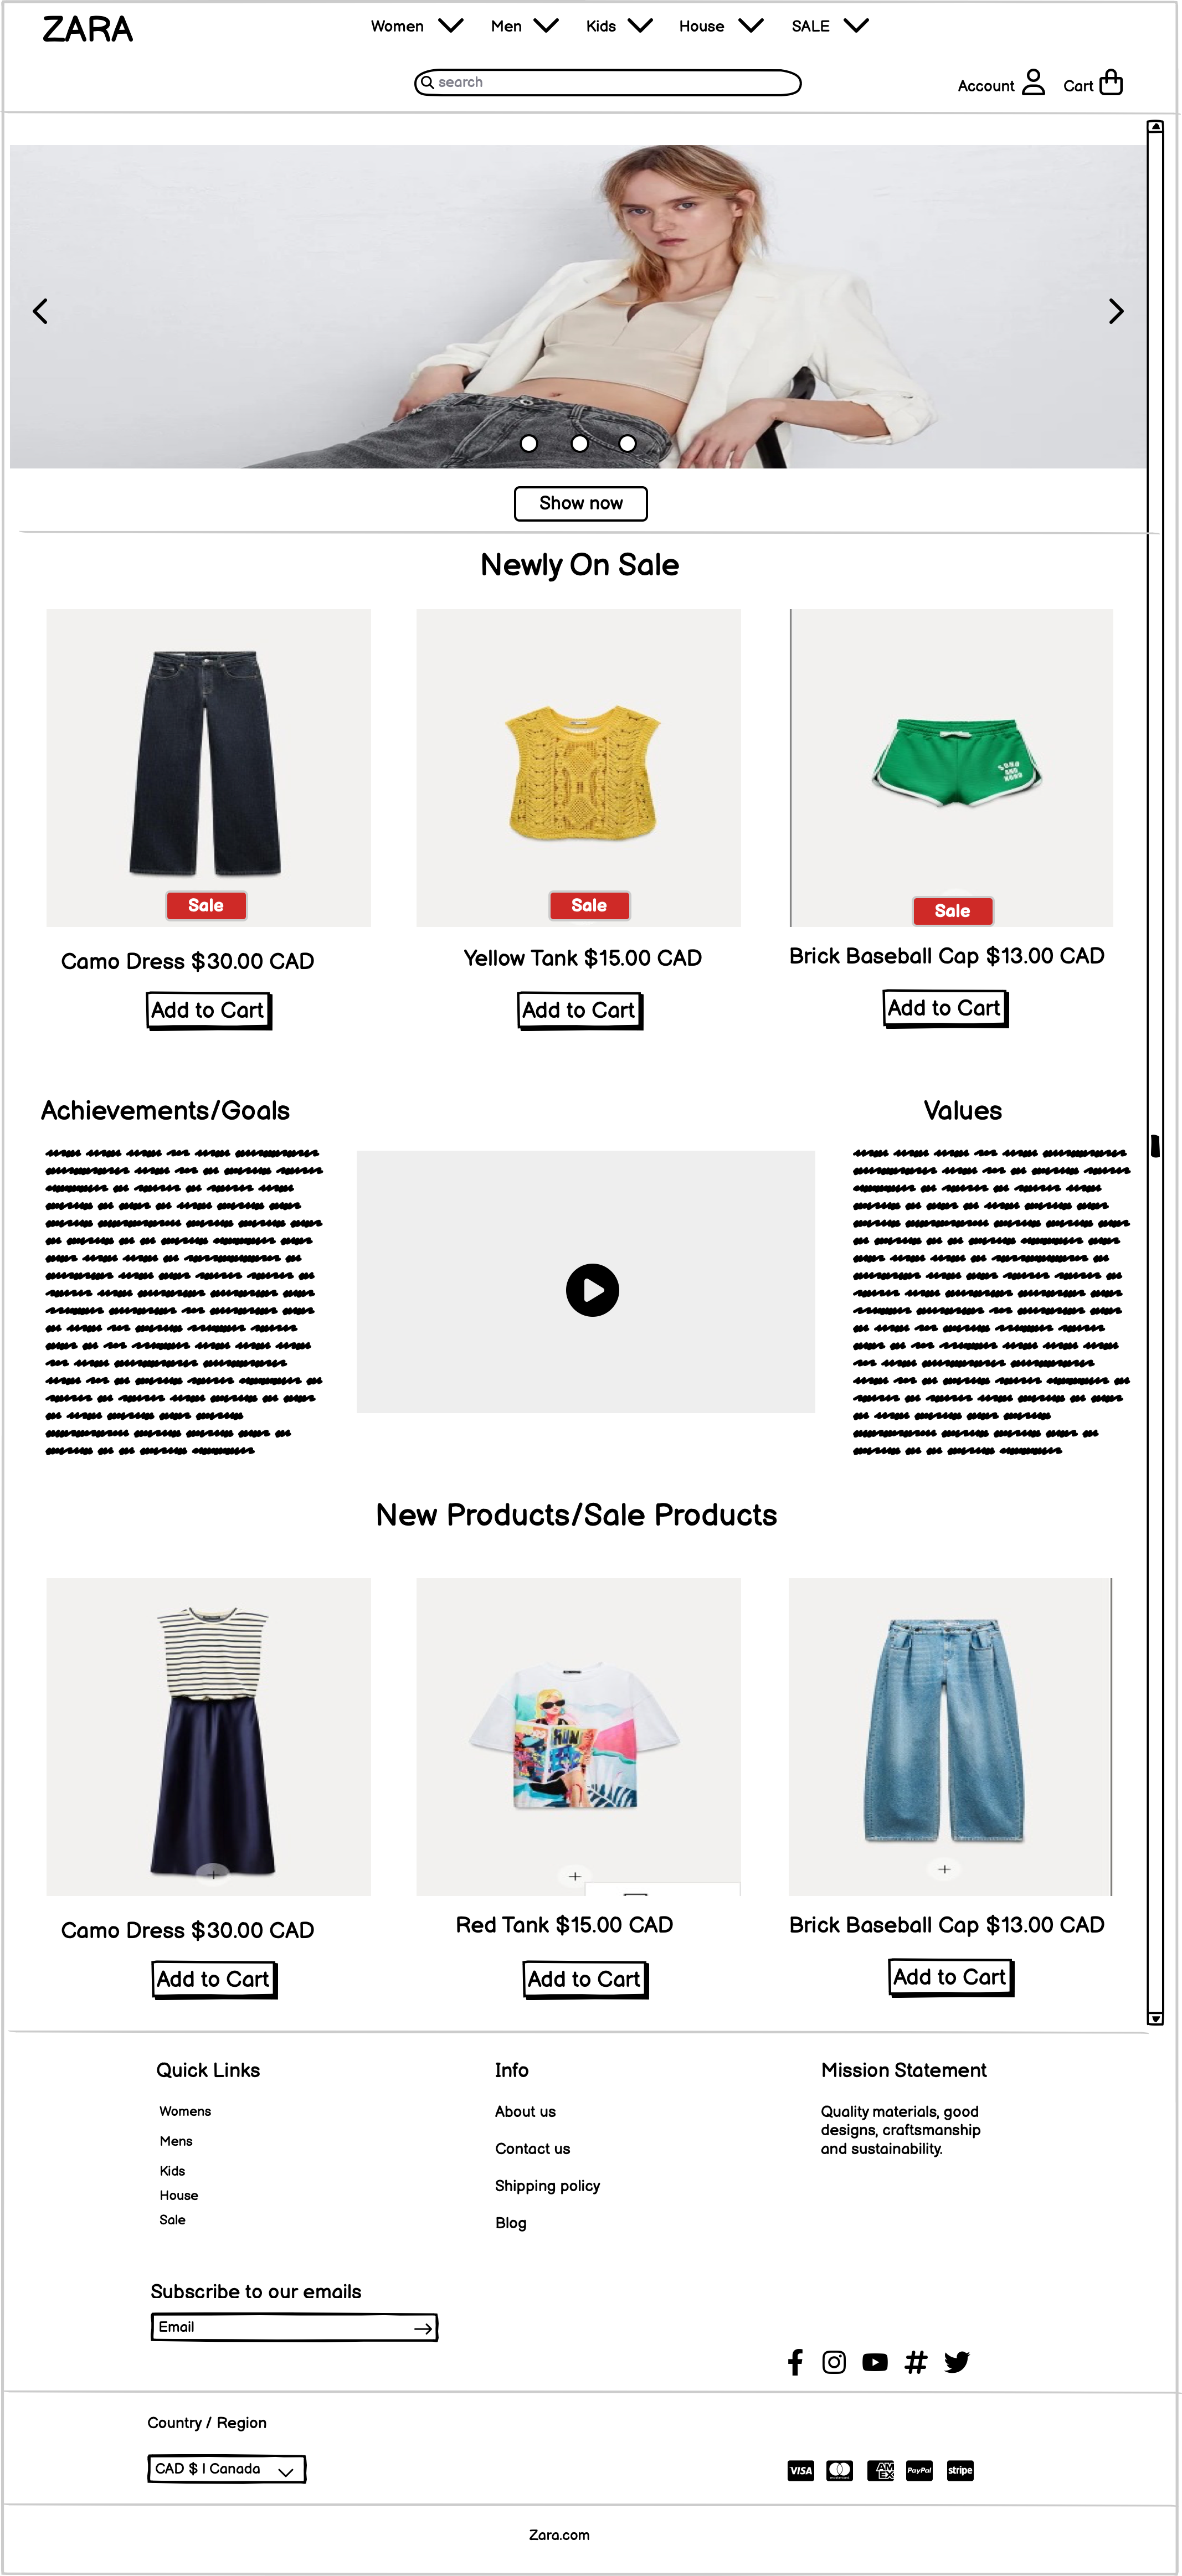 ZARA
Women
Men
Kids
House
SALE
search
Account
Cart
Show now
Newly On Sale
Sale
Sale
Sale
Camo Dress $30.00 CAD
Yellow Tank $15.00 CAD
Brick Baseball Cap $13.00 CAD
Add to Cart
Add to Cart
Add to Cart
Achievements/Goals
Values
New Products/Sale Products
Camo Dress $30.00 CAD
Red Tank $15.00 CAD
Brick Baseball Cap $13.00 CAD
Add to Cart
Add to Cart
Add to Cart
Quick Links
Womens
Mens
Kids
House
Sale
Info
About us
Contact us
Shipping policy
Blog
Mission Statement
Quality materials, good
designs, craftsmanship
and sustainability.
Subscribe to our emails
Email
Country / Region
CAD $ | Canada
VISA
AM
EX
PayPal
stripe
Zara.com